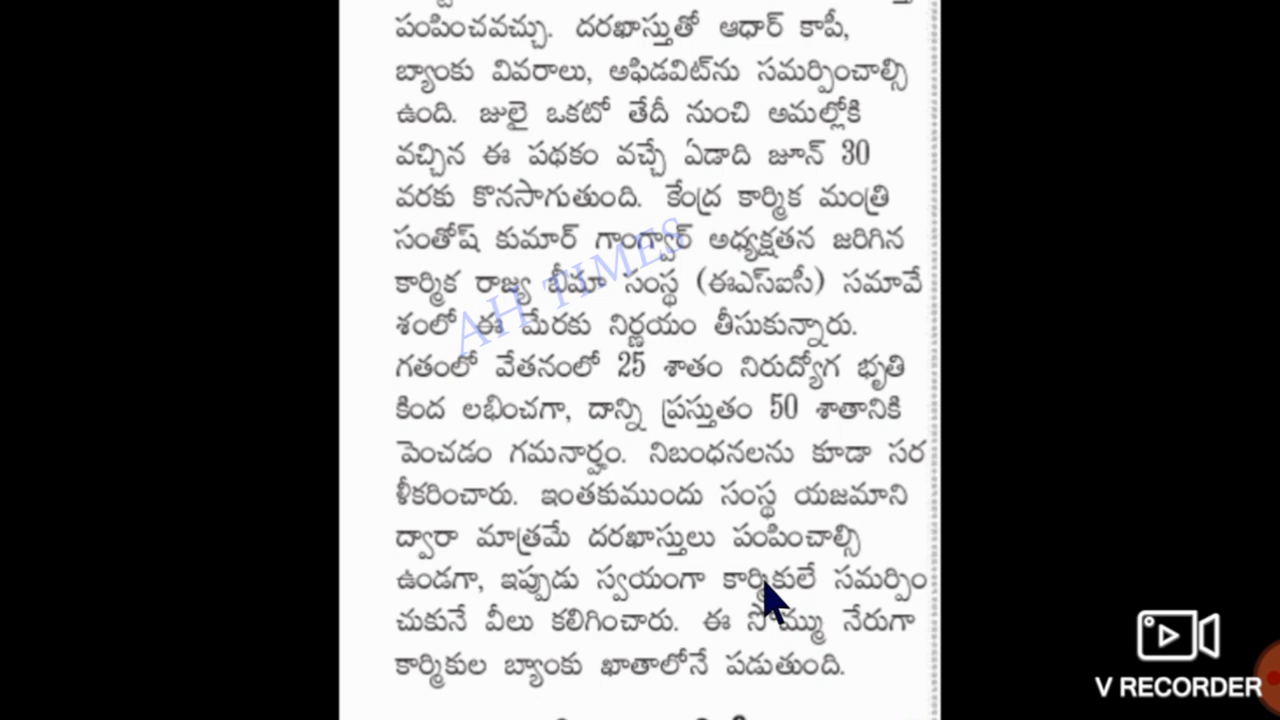 పంపించవచ్చు. దరఖాస్తుతో ఆధార్ కాపీ,
బ్యాంకు వివరాలు, అఫిడవిట్‌ను సమర్పించాల్సి
ఉంది. జులై ఒకటో తేదీ నుంచి అమల్లోకి
వచ్చిన ఈ పథకం వచ్చే ఏడాది జూన్ 30
వరకు కొనసాగుతుంది. కేంద్ర కార్మిక మంత్రి
సంతోష్ కుమార్ గాంగ్వార్ అధ్యక్షతన జరిగిన
కార్మిక రాజ్య బీమా సంస్థ (ఈఎస్ఐసీ) సమావే
శంలో ఈ మేరకు నిర్ణయం తీసుకున్నారు.
గతంలో వేతనంలో 25 శాతం నిరుద్యోగ భృతి
కింద లభించగా, దాన్ని ప్రస్తుతం 50 శాతానికి
పెంచడం గమనార్హం. నిబంధనలను కూడా సర
ళీకరించారు. ఇంతకుముందు సంస్థ యజమాని
ద్వారా మాత్రమే దరఖాస్తులు పంపించాల్సి
ఉండగా, ఇప్పుడు స్వయంగా కార్మికులే సమర్పిం
చుకునే వీలు కలిగించారు. ఈ సొమ్ము నేరుగా
కార్మికుల బ్యాంకు ఖాతాలోనే పడుతుంది.
AH TIMES
V RECORDER